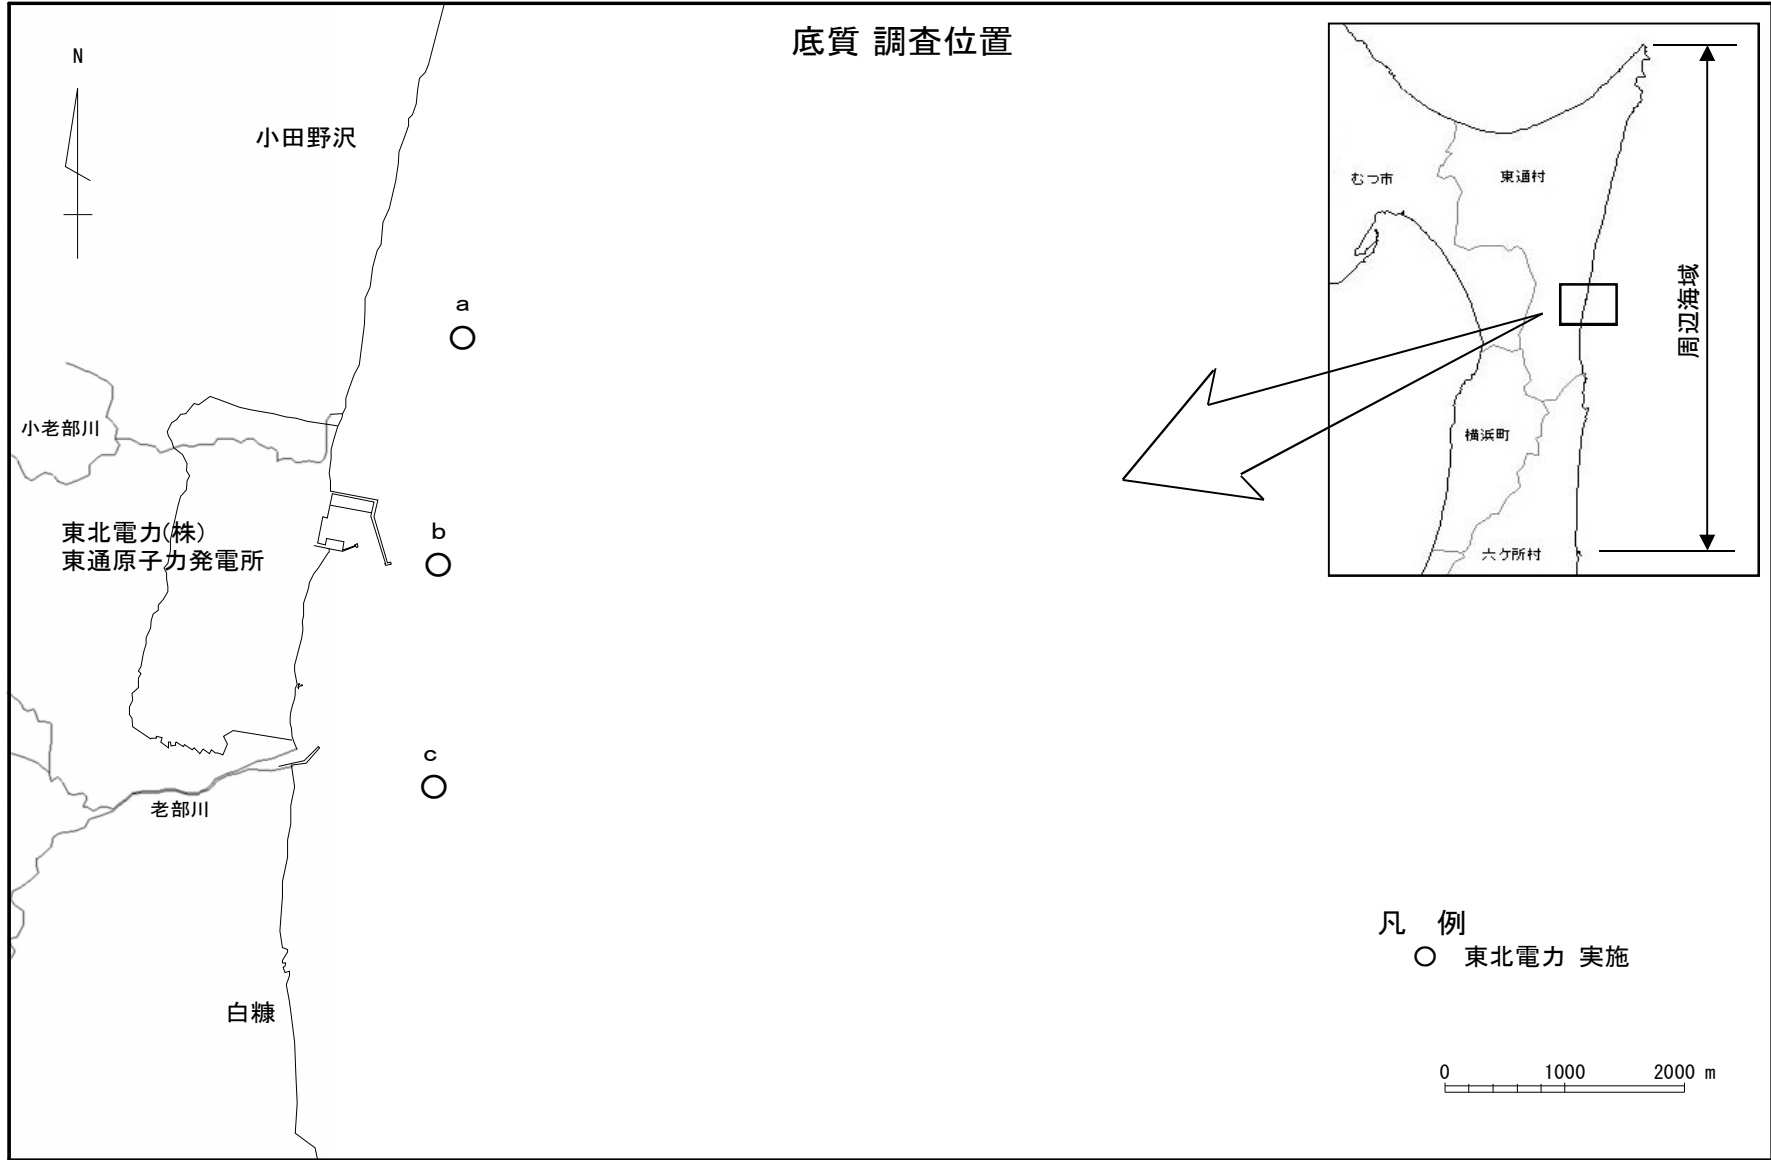 底質 調査位置
N
小田野沢
むつ市
東通村
周辺海域
a
小老部川
横浜町
東北電力(株)
東通原子力発電所
b
六ケ所村
c
老部川
凡 例
○ 東北電力 実施
白糠
0 1000 2000 m